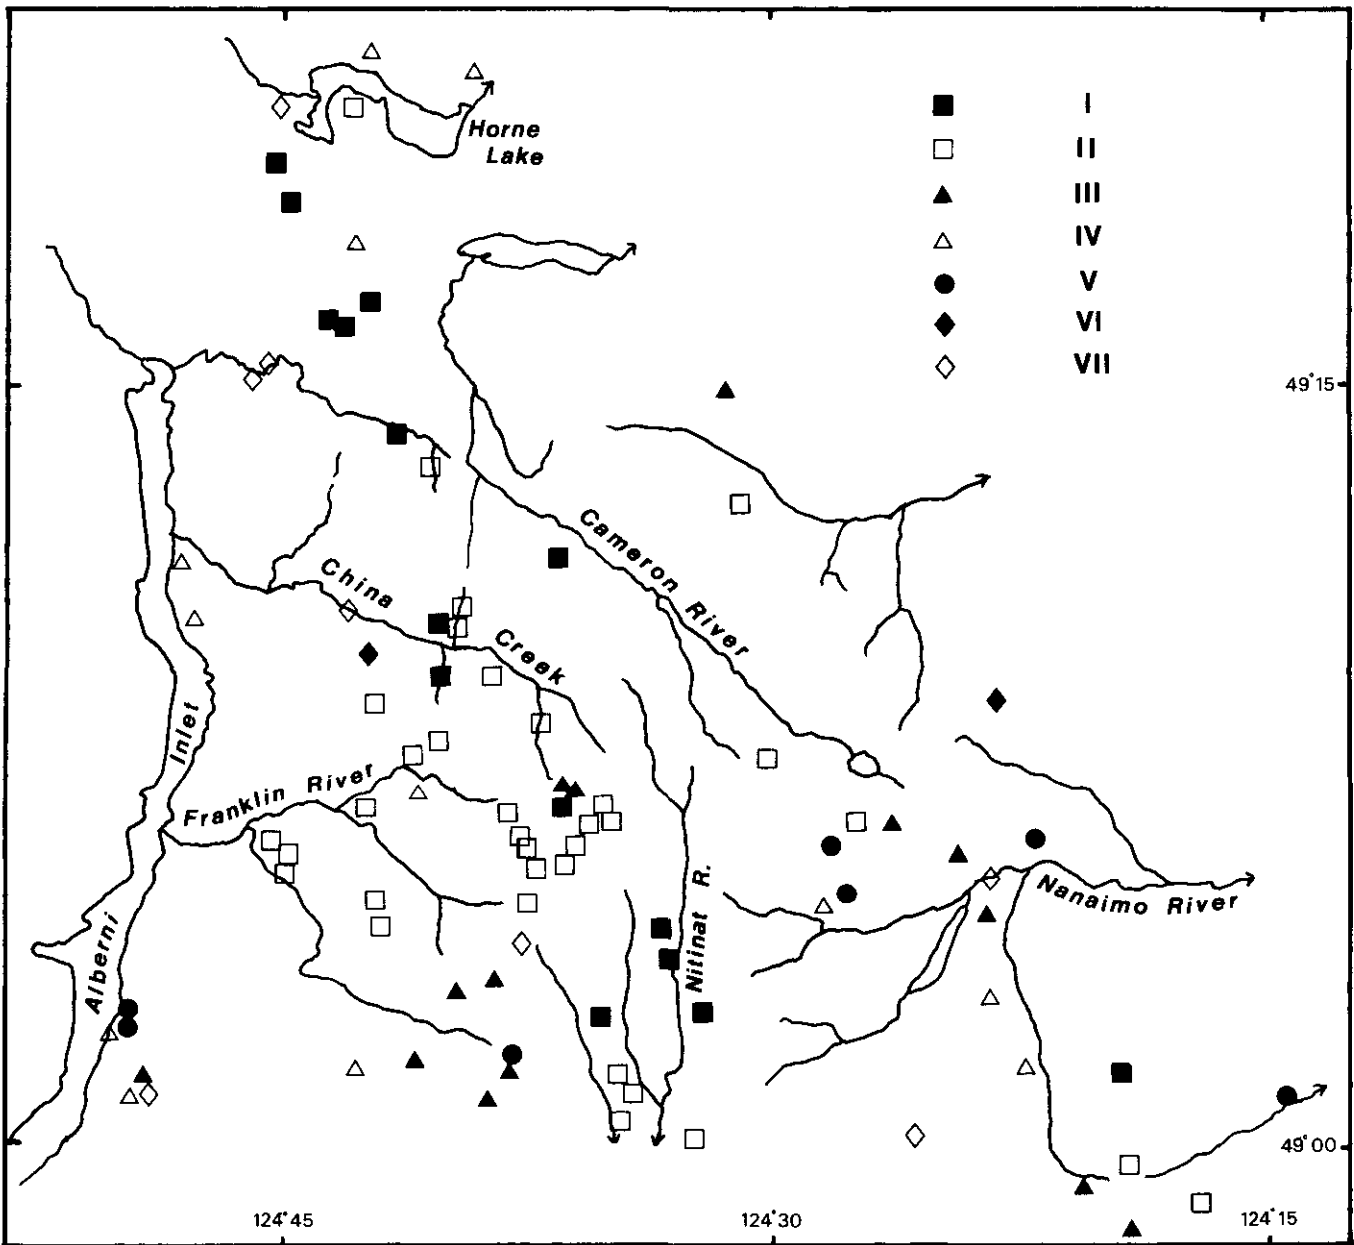 Horne
Lake
I
II
III
IV
V
VI
VII
49°15
Cameron River
China Creek
Inlet
Franklin River
Nitinat R.
Nanaimo River
Alberni
49°00
124°45
124°30
124°15